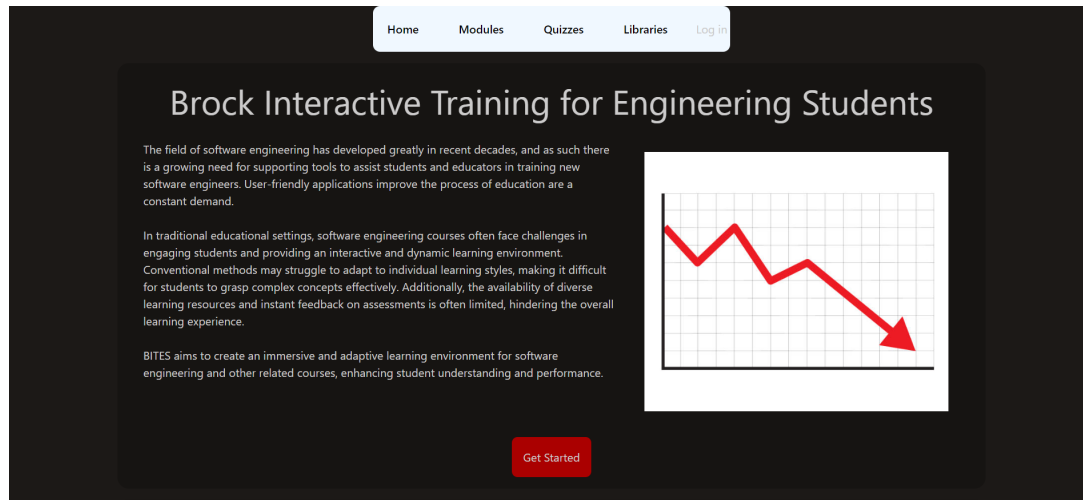 Home Modules Quizzes Libraries Log in
Brock Interactive Training for Engineering Students
The field of software engineering has developed greatly in recent decades, and as such there
is a growing need for supporting tools to assist students and educators in training new
software engineers. User-friendly applications improve the process of education are a
constant demand.
In traditional educational settings, software engineering courses often face challenges in
engaging students and providing an interactive and dynamic learning environment.
Conventional methods may struggle to adapt to individual learning styles, making it difficult
for students to grasp complex concepts effectively. Additionally, the availability of diverse
learning resources and instant feedback on assessments is often limited, hindering the overall
learning experience.
BITES aims to create an immersive and adaptive learning environment for software
engineering and other related courses, enhancing student understanding and performance.
Get Started